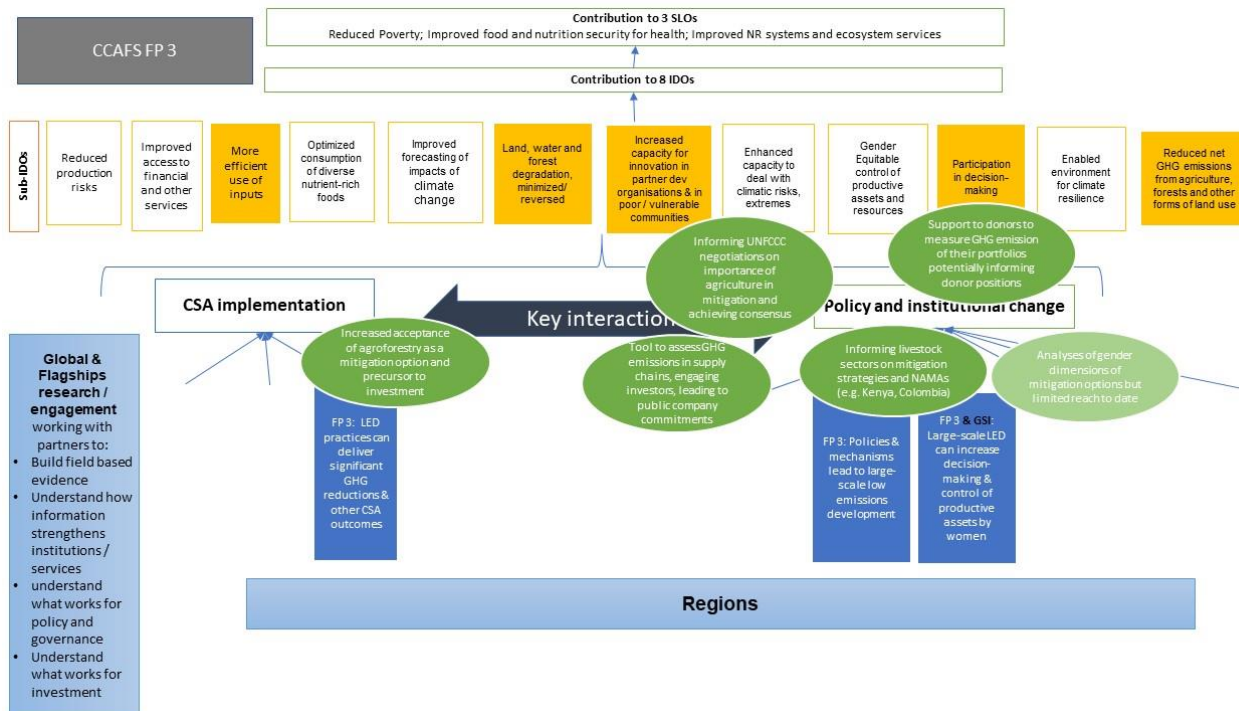 CCAFS FP 3
Contribution to 3 SLOs
Reduced Poverty; Improved food and nutrition security for health; Improved NR systems and ecosystem services
Contribution to 8 IDOs
Sub-IDOs
Reduced
production
risks
Improved
access to
financial and
other
services
More
efficient
use of
inputs
Optimized
consumption
of diverse
nutrient-rich
foods
Improved
forecasting of
impacts of
climate
change
Land, water and
forest
degradation,
minimized/
reversed
Increased
capacity for
innovation in
partner dev
organisations & in
poor / vulnerable
communities
Enhanced
capacity to
deal with
climatic risks,
extremes
Gender
Equitable
control of
productive
assets and
resources
Participation
in decision-
making
Enabled
environment
for climate
resilience
Reduced net
GHG emissions
from agriculture,
forests and other
forms of land use
Informing UNFCCC
negotiations on
importance of
agriculture in
mitigation and
achieving consensus
Support to donors to
measure GHG emission
of their portfolios
potentially informing
donor positions
CSA implementation
Key interaction
Policy and institutional change
Increased acceptance
of agroforestry as a
mitigation option and
precursor to
investment
Tool to assess GHG
emissions in supply
chains, engaging
investors, leading to
public company
commitments
Informing livestock
sectors on mitigation
strategies and NAMAs
(e.g. Kenya, Colombia)
Analyses of gender
dimensions of
mitigation options but
limited reach to date
Global &
Flagships
research /
engagement
working with
partners to:
• Build field based
evidence
• Understand how
information
strengthens
institutions /
services
• understand
what works for
policy and
governance
• Understand
what works for
investment
FP 3: LED
practices can
deliver
significant
GHG
reductions &
other CSA
outcomes
FP 3: Policies &
mechanisms
lead to large-
scale low
emissions
development
FP 3 & GSI:
Large-scale LED
can increase
decision-
making &
control of
productive
assets by
women
Regions